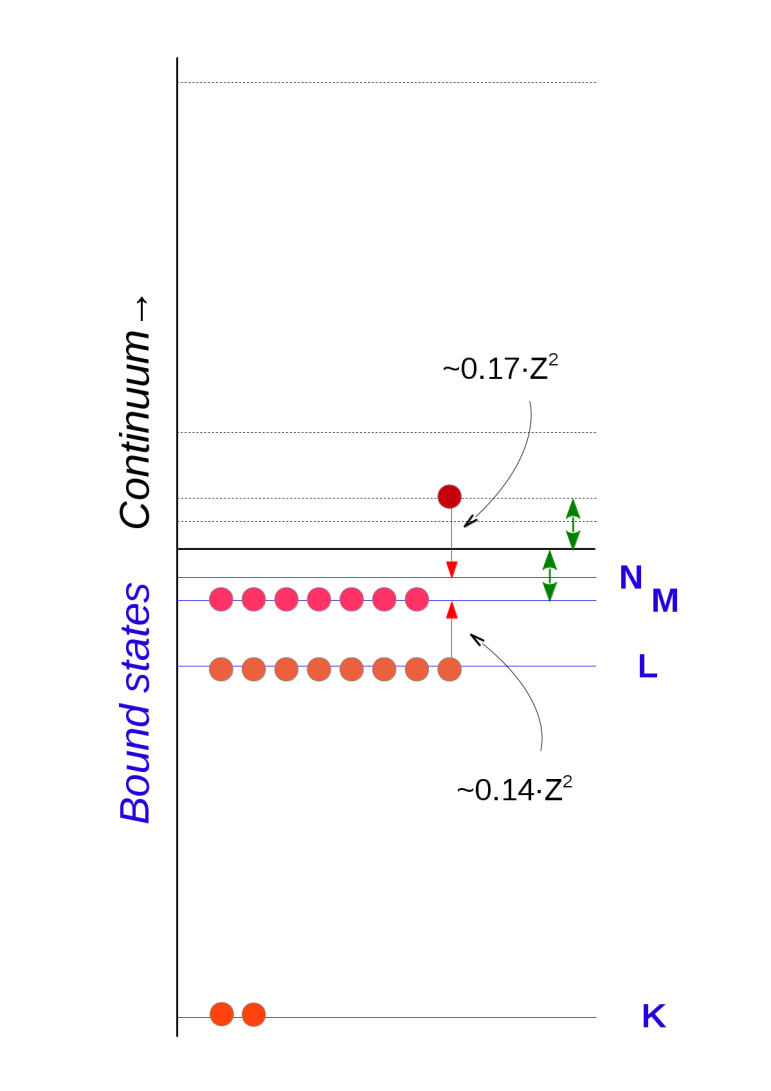 Continuum→
~0.17·Z²
N
M
Bound states
L
~0.14·Z²
K